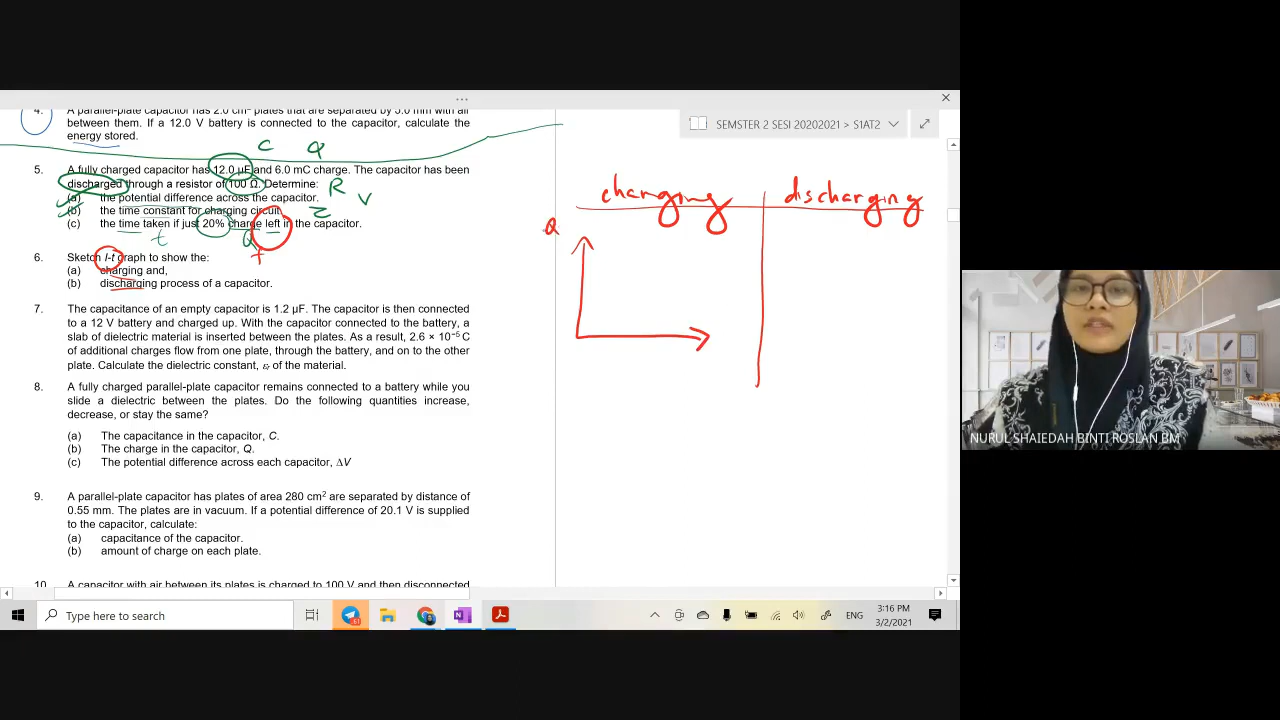 4. A parallel-plate capacitor has 2.0 cm² plates that are separated by 5.0 mm with air
between them. If a 12.0 V battery is connected to the capacitor, calculate the
energy stored.
C Q
5. A fully charged capacitor has 12.0 μF and 6.0 mC charge. The capacitor has been
discharged through a resistor of 100 Ω. Determine: R
(a) the potential difference across the capacitor. V
(b) the time constant for charging circuit.
(c) the time taken if just 20% charge left in the capacitor.
t Q
6. Sketch I-t graph to show the:
(a) charging and,
(b) discharging process of a capacitor.
7. The capacitance of an empty capacitor is 1.2 μF. The capacitor is then connected
to a 12 V battery and charged up. With the capacitor connected to the battery, a
slab of dielectric material is inserted between the plates. As a result, 2.6 × 10⁻⁵ C
of additional charges flow from one plate, through the battery, and on to the other
plate. Calculate the dielectric constant, εr of the material.
8. A fully charged parallel-plate capacitor remains connected to a battery while you
slide a dielectric between the plates. Do the following quantities increase,
decrease, or stay the same?
(a) The capacitance in the capacitor, C.
(b) The charge in the capacitor, Q.
(c) The potential difference across each capacitor, ΔV
9. A parallel-plate capacitor has plates of area 280 cm² are separated by distance of
0.55 mm. The plates are in vacuum. If a potential difference of 20.1 V is supplied
to the capacitor, calculate:
(a) capacitance of the capacitor.
(b) amount of charge on each plate.
10. A capacitor with air between its plates is charged to 100 V and then disconnected
SEMSTER 2 SESI 20202021 > S1AT2
charging discharging
Q
NURUL SHAIEDAH BINTI ROSLAN BM
Type here to search
ENG
3:16 PM
3/2/2021